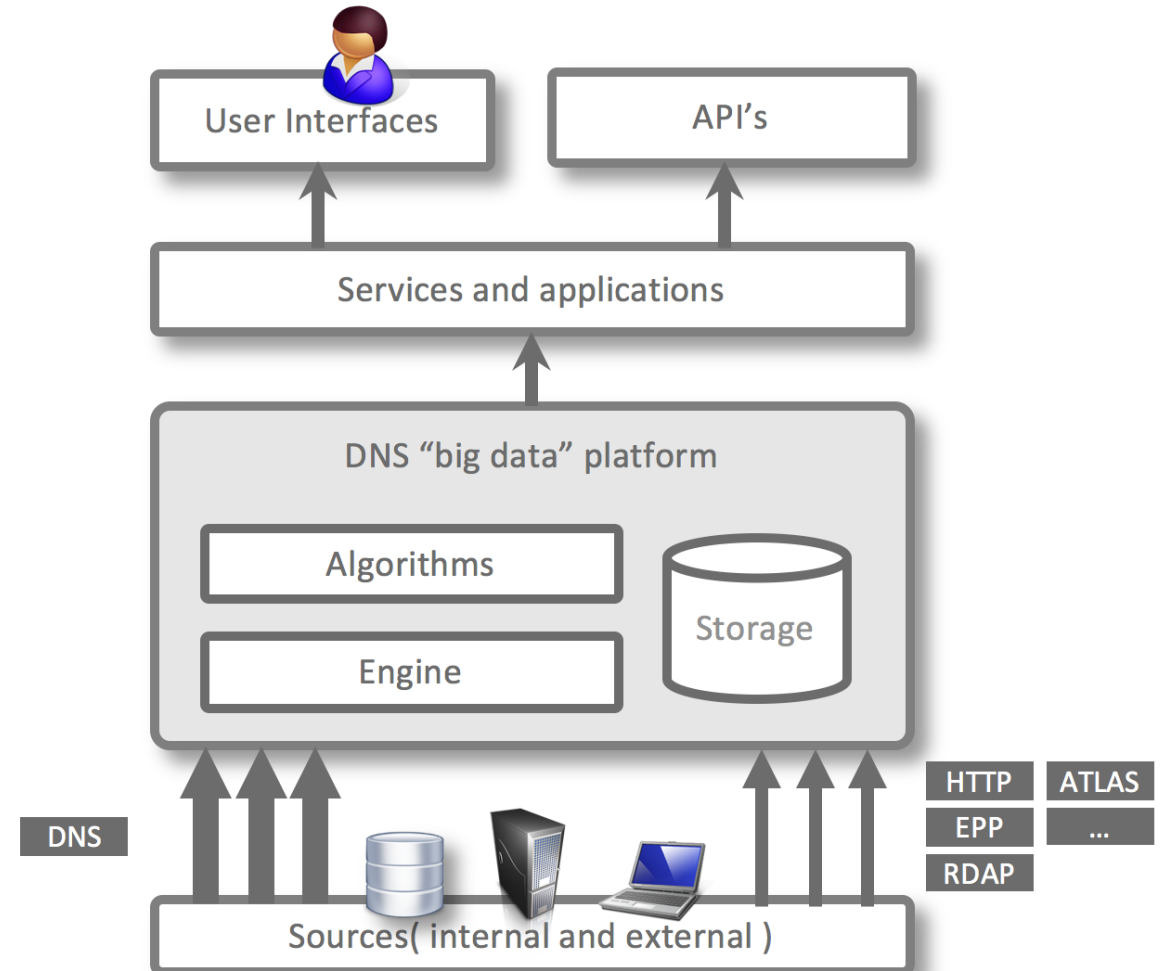 User Interfaces
API’s
Services and applications
DNS “big data” platform
Algorithms
Storage
Engine
HTTP
ATLAS
DNS
EPP
...
RDAP
Sources( internal and external )